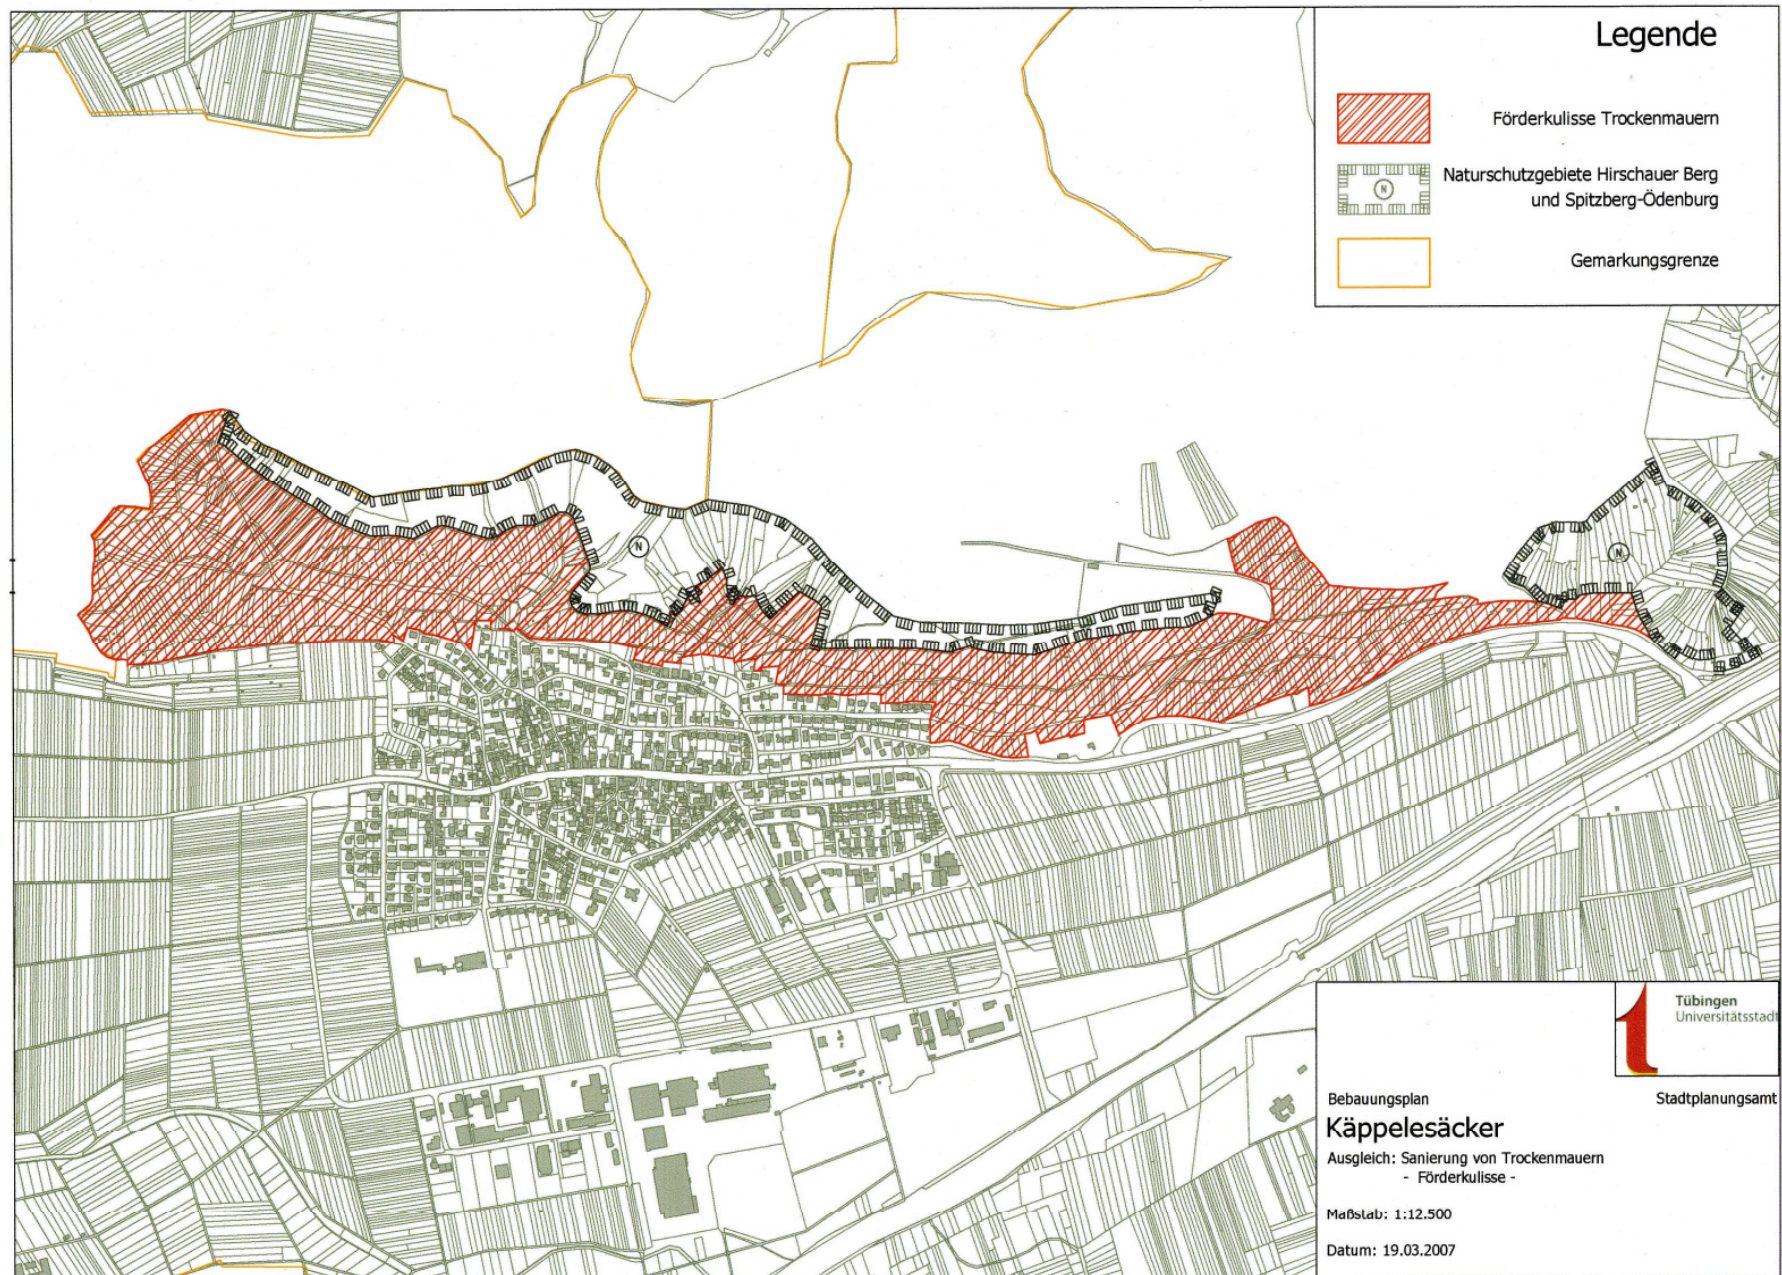 Legende
Förderkulisse Trockenmauern
N
Naturschutzgebiete Hirschauer Berg
und Spitzberg-Ödenburg
Gemarkungsgrenze
N
N
Tübingen
Universitätsstadt
Bebauungsplan
Stadtplanungsamt
Käppelesäcker
Ausgleich: Sanierung von Trockenmauern
- Förderkulisse -
Maßstab: 1:12.500
Datum: 19.03.2007